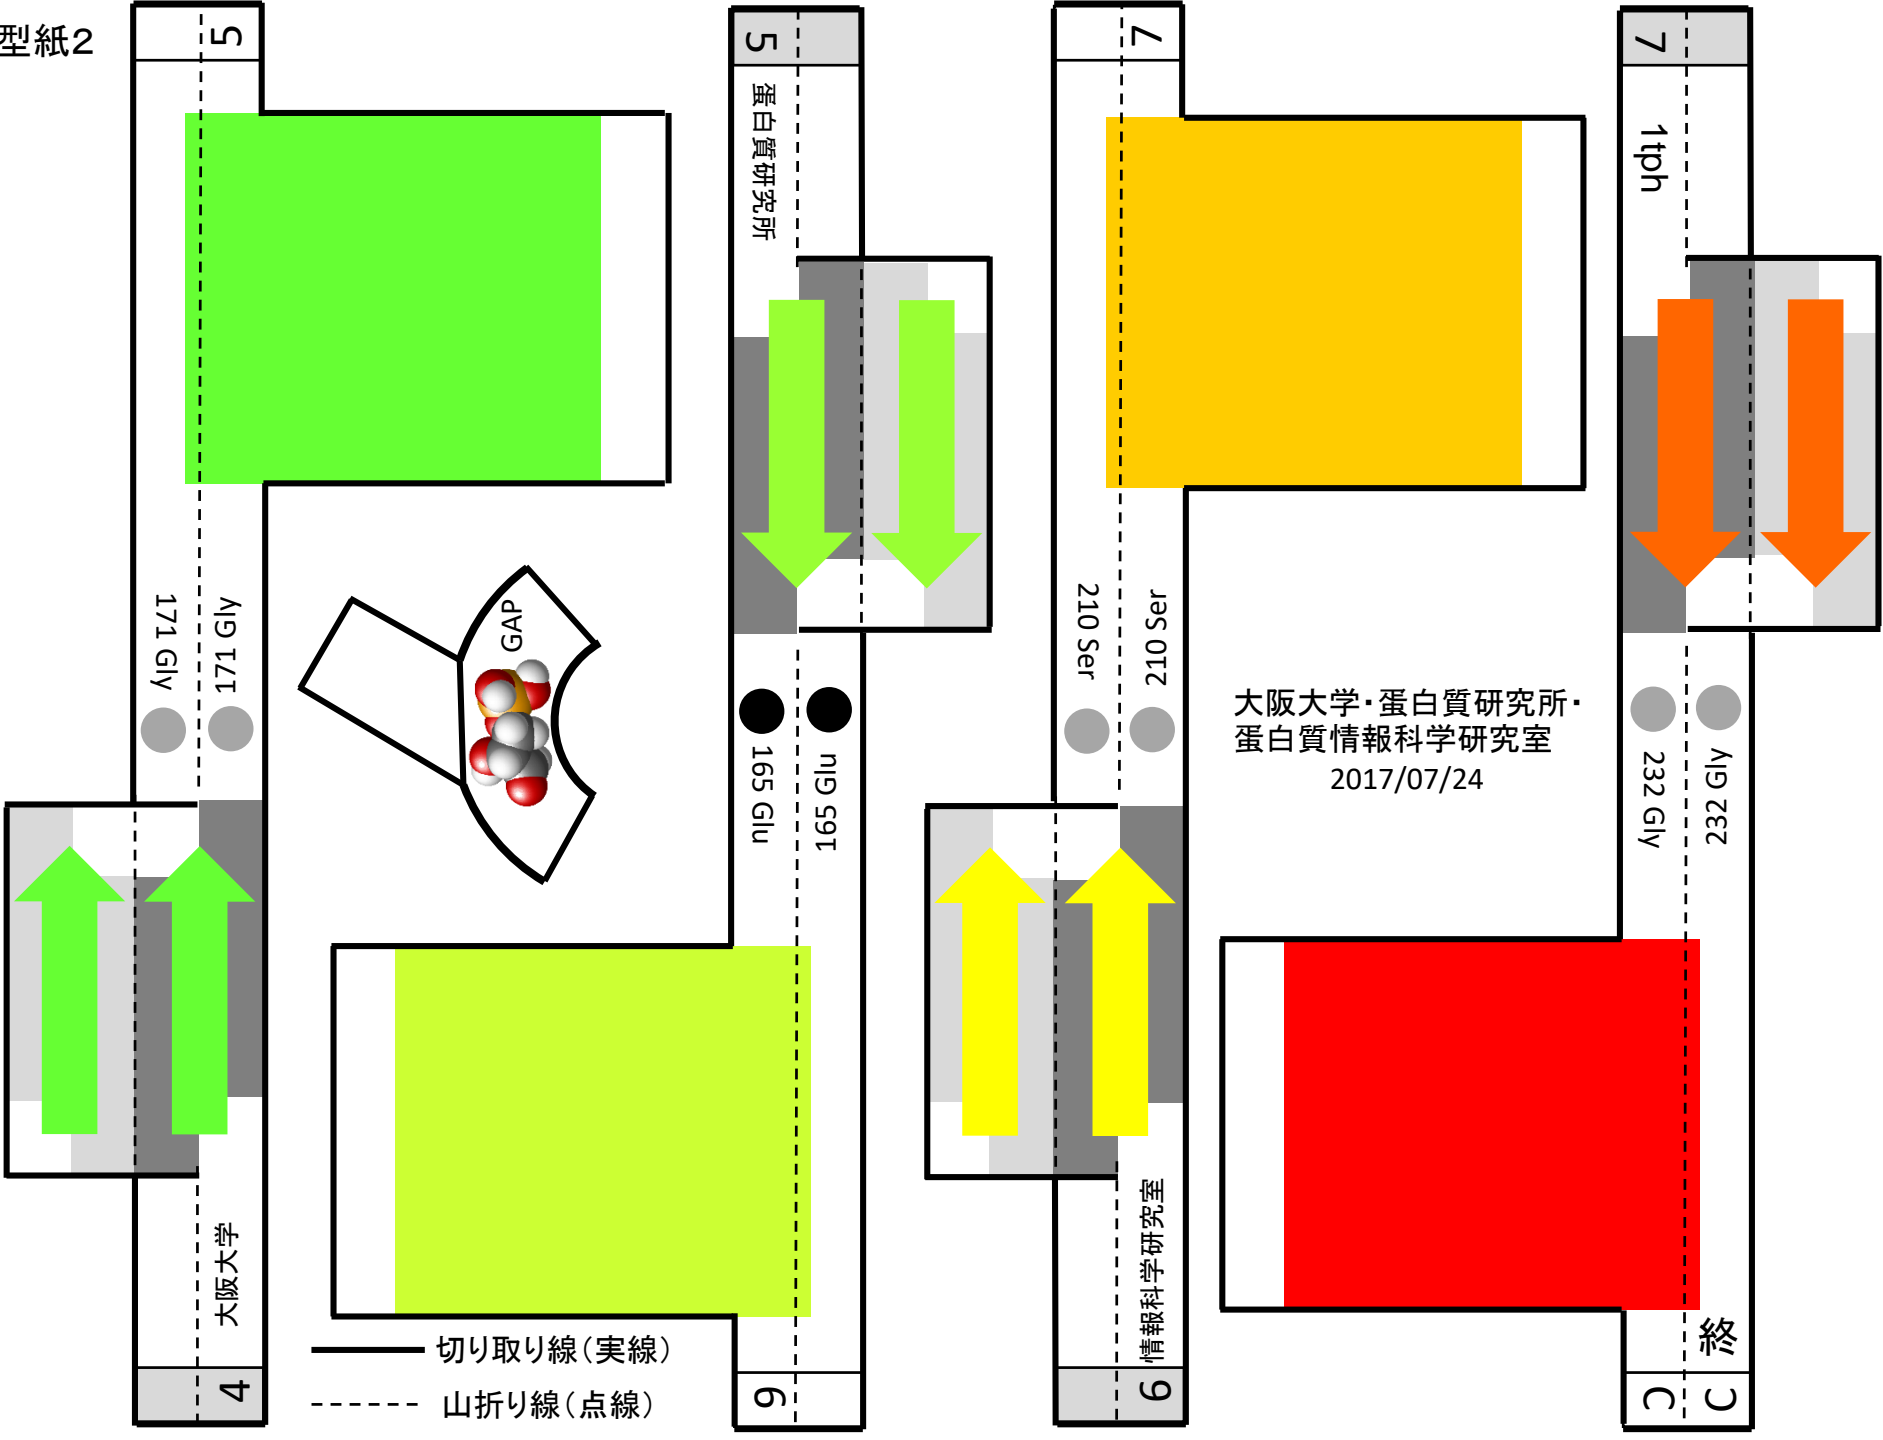 型紙2
5
171 Gly
171 Gly
大阪大学
4
GAP
5
蛋白質研究所
165 Glu
165 Glu
6
7
210 Ser
210 Ser
情報科学研究室
6
大阪大学・蛋白質研究所・
蛋白質情報科学研究室
2017/07/24
7
1tph
232 Gly
232 Gly
終
C
C
切り取り線(実線)
山折り線(点線)